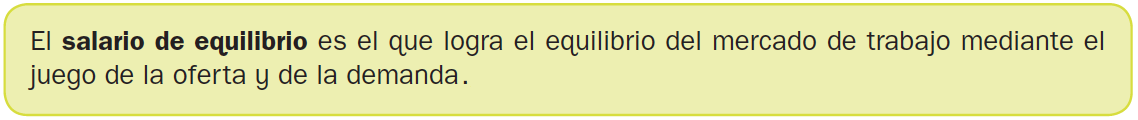 El salario de equilibrio es el que logra el equilibrio del mercado de trabajo mediante el
juego de la oferta y de la demanda.